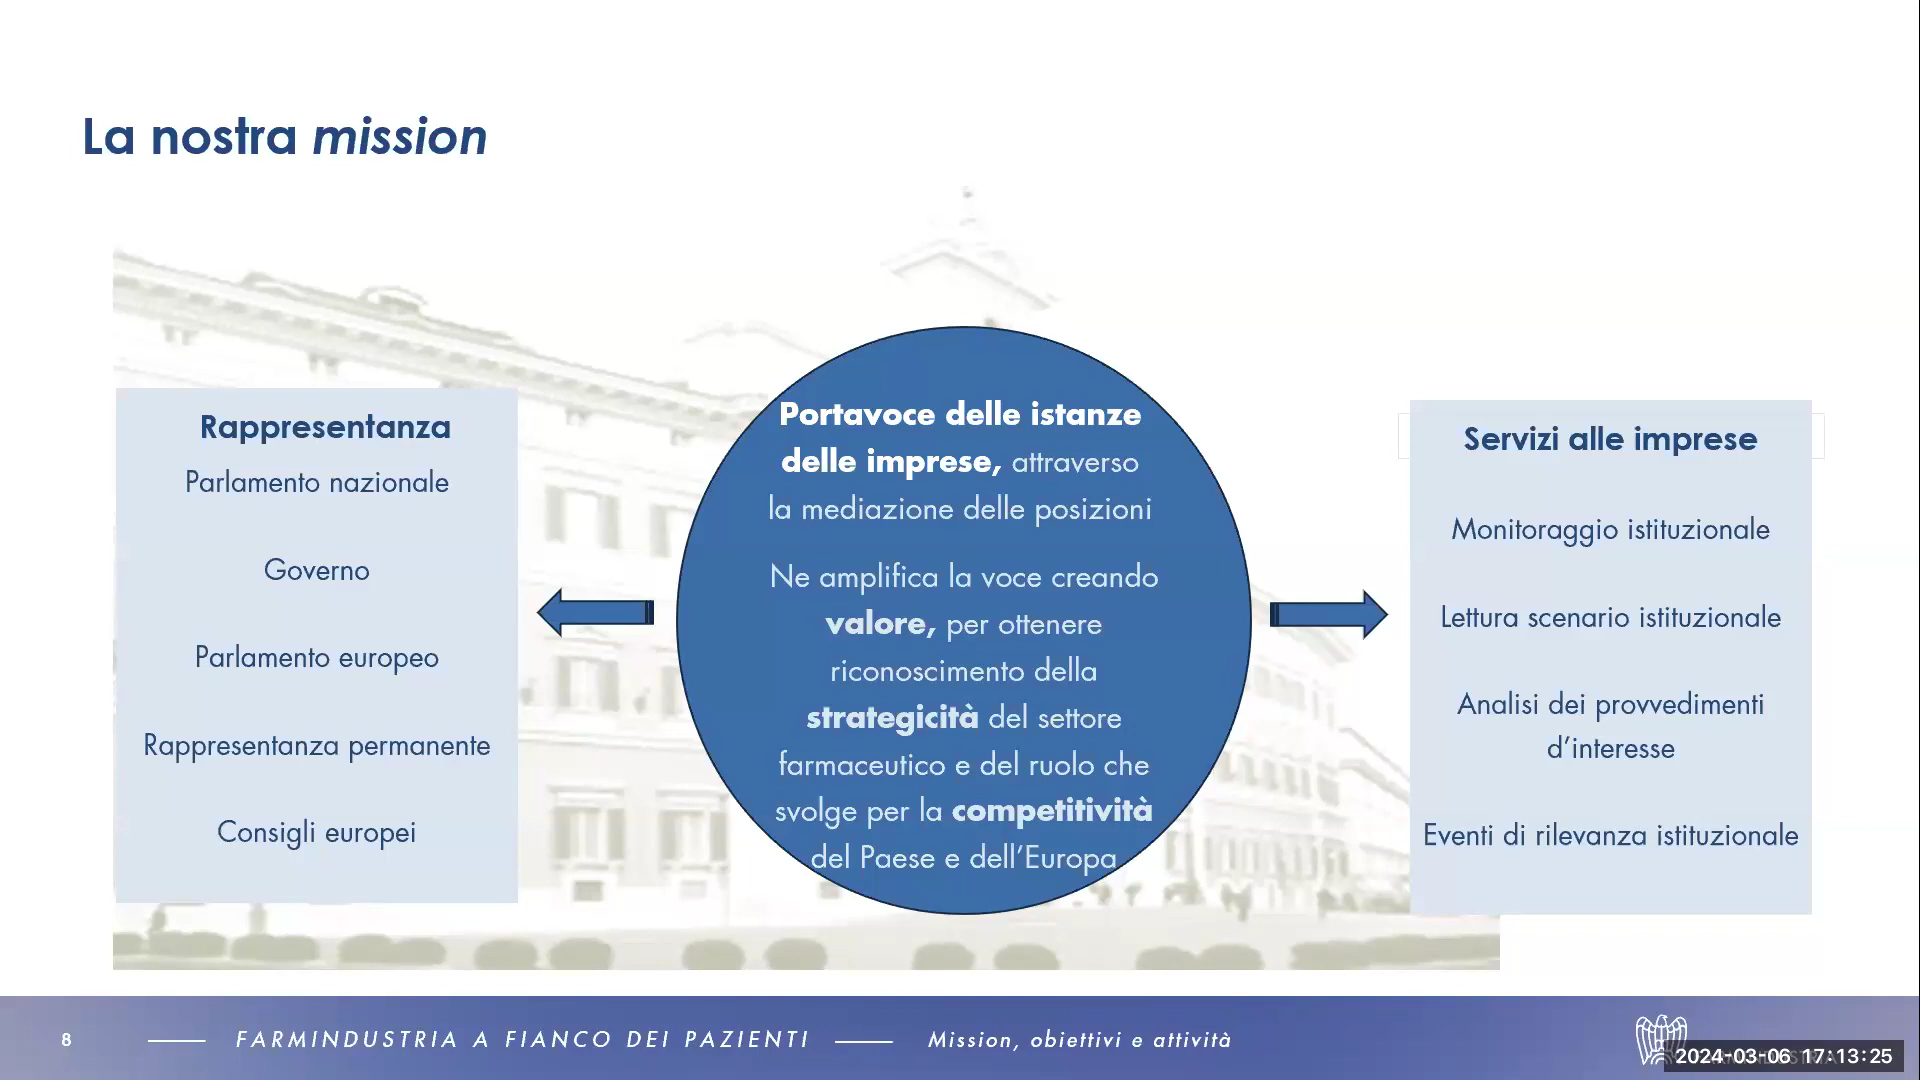 La nostra mission
Rappresentanza
Parlamento nazionale
Governo
Parlamento europeo
Rappresentanza permanente
Consigli europei
Portavoce delle istanze
delle imprese, attraverso
la mediazione delle posizioni
Ne amplifica la voce creando
valore, per ottenere
riconoscimento della
strategicità del settore
farmaceutico e del ruolo che
svolge per la competitività
del Paese e dell’Europa
Servizi alle imprese
Monitoraggio istituzionale
Lettura scenario istituzionale
Analisi dei provvedimenti
d’interesse
Eventi di rilevanza istituzionale
8
FARMINDUSTRIA A FIANCO DEI PAZIENTI
Mission, obiettivi e attività
2024-03-06 17:13:25